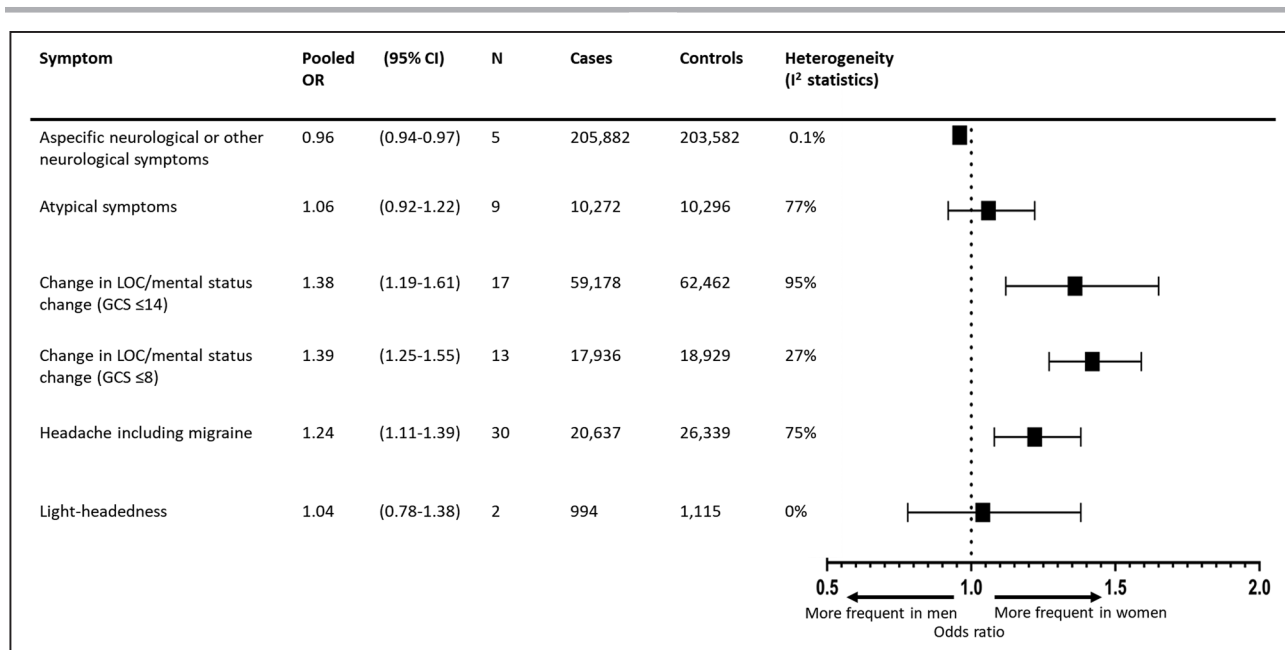 Symptom Pooled (95% CI) N Cases Controls Heterogeneity
OR (I² statistics)
Aspecific neurological or other 0.96 (0.94-0.97) 5 205,882 203,582 0.1%
neurological symptoms
Atypical symptoms 1.06 (0.92-1.22) 9 10,272 10,296 77%
Change in LOC/mental status 1.38 (1.19-1.61) 17 59,178 62,462 95%
change (GCS ≤14)
Change in LOC/mental status 1.39 (1.25-1.55) 13 17,936 18,929 27%
change (GCS ≤8)
Headache including migraine 1.24 (1.11-1.39) 30 20,637 26,339 75%
Light-headedness 1.04 (0.78-1.38) 2 994 1,115 0%
0.5 1.0 1.5 2.0
More frequent in men More frequent in women
Odds ratio